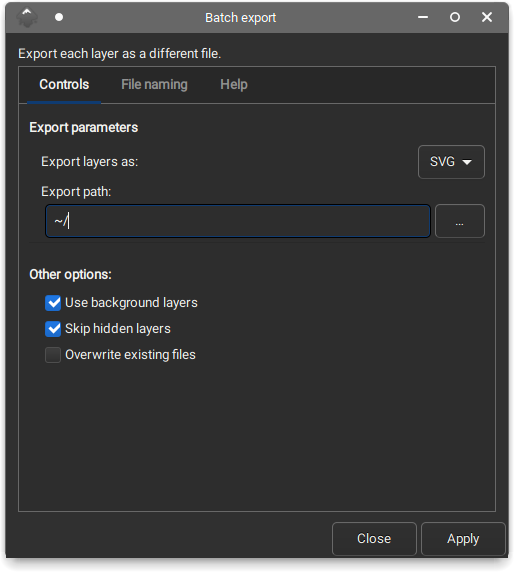 Batch export
Export each layer as a different file.
Controls File naming Help
Export parameters
Export layers as: SVG
Export path:
~/ ...
Other options:
Use background layers
Skip hidden layers
Overwrite existing files
Close Apply